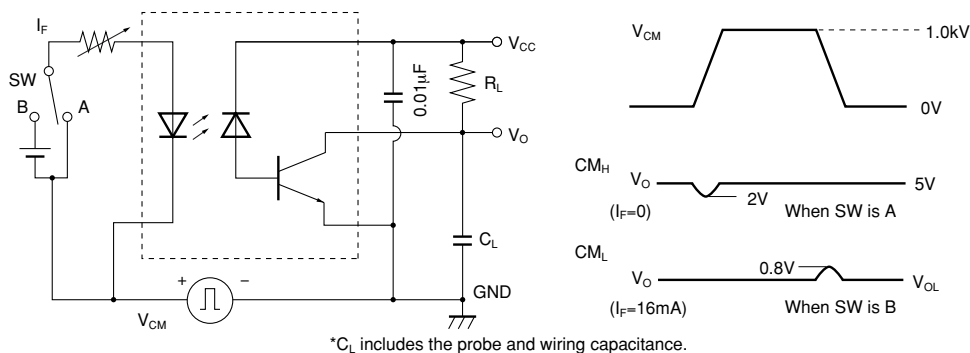 I_F
SW
B
A
0.01μF
V_CC
R_L
V_O
C_L
GND
+
−
V_CM
V_CM
1.0kV
0V
CM_H
V_O
5V
2V
(I_F=0)
When SW is A
CM_L
0.8V
V_O
V_OL
(I_F=16mA)
When SW is B
*C_L includes the probe and wiring capacitance.